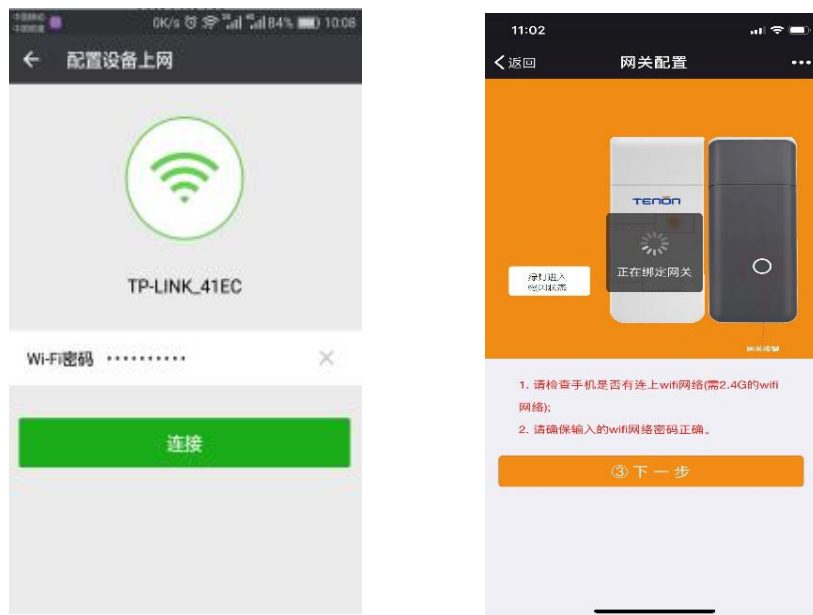 0K/s
84%
10:08
配置设备上网
TP-LINK_41EC
Wi-Fi密码 ··········
连接
11:02
返回
网关配置
TENON
正在绑定网关
绿灯进入
1. 请检查手机是否有连上wifi网络(需2.4G的wifi
网络);
2. 请确保输入的wifi网络密码正确。
③下一步